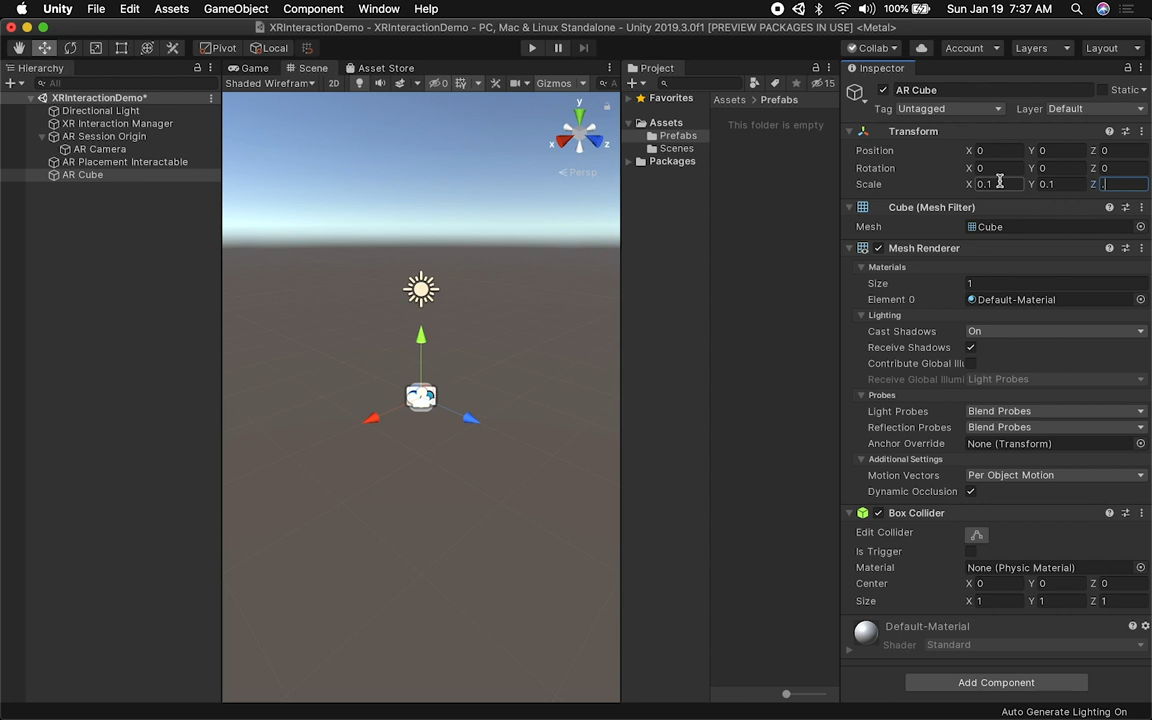 Unity File Edit Assets GameObject Component Window Help 100% Sun Jan 19 7:37 AM
XRInteractionDemo - XRInteractionDemo - PC, Mac & Linux Standalone - Unity 2019.3.0f1 [PREVIEW PACKAGES IN USE] <Metal>
Pivot Local Collab Account Layers Layout
Hierarchy Game Scene Asset Store Project Inspector
All Shaded Wireframe 2D 0 Gizmos A 15
XRInteractionDemo*
Directional Light
XR Interaction Manager
AR Session Origin
AR Camera
AR Placement Interactable
AR Cube
y
x
z
Persp
Favorites
Assets
Prefabs
Scenes
Packages
Assets > Prefabs
This folder is empty
AR Cube Static
Tag Untagged Layer Default
Transform
Position X 0 Y 0 Z 0
Rotation X 0 Y 0 Z 0
Scale X 0.1 Y 0.1 Z .
Cube (Mesh Filter)
Mesh Cube
Mesh Renderer
Materials
Size 1
Element 0 Default-Material
Lighting
Cast Shadows On
Receive Shadows
Contribute Global Illu
Receive Global Illumi Light Probes
Probes
Light Probes Blend Probes
Reflection Probes Blend Probes
Anchor Override None (Transform)
Additional Settings
Motion Vectors Per Object Motion
Dynamic Occlusion
Box Collider
Edit Collider
Is Trigger
Material None (Physic Material)
Center X 0 Y 0 Z 0
Size X 1 Y 1 Z 1
Default-Material
Shader Standard
Add Component
Auto Generate Lighting On